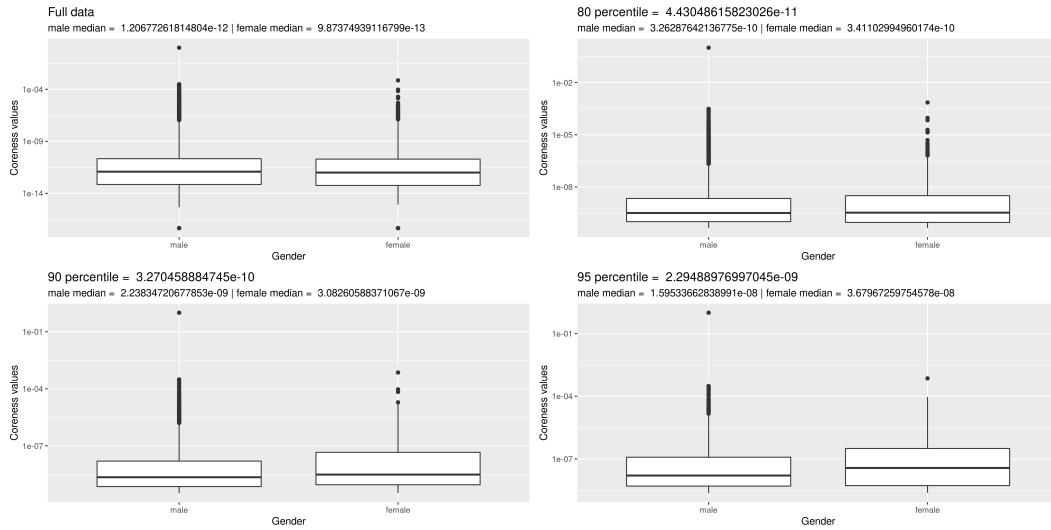 Full data
male median = 1.20677261814804e-12 | female median = 9.87374939116799e-13
Coreness values
1e-04
1e-09
1e-14
male
female
Gender
80 percentile = 4.43048615823026e-11
male median = 3.26287642136775e-10 | female median = 3.41102994960174e-10
Coreness values
1e-02
1e-05
1e-08
male
female
Gender
90 percentile = 3.270458884745e-10
male median = 2.23834720677853e-09 | female median = 3.08260588371067e-09
Coreness values
1e-01
1e-04
1e-07
male
female
Gender
95 percentile = 2.29488976997045e-09
male median = 1.59533662838991e-08 | female median = 3.67967259754578e-08
Coreness values
1e-01
1e-04
1e-07
male
female
Gender